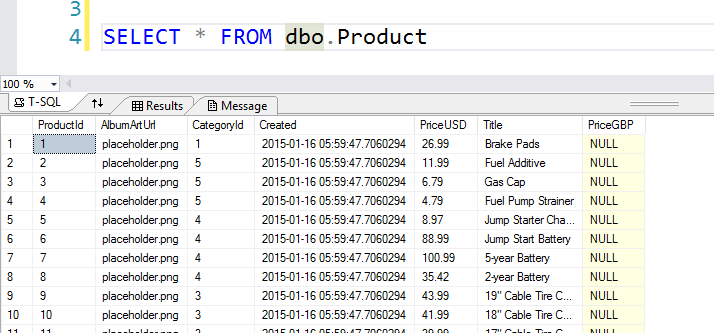 3
4 SELECT * FROM dbo.Product
100 %
T-SQL Results Message
ProductId AlbumArtUrl CategoryId Created PriceUSD Title PriceGBP
1 1 placeholder.png 1 2015-01-16 05:59:47.7060294 26.99 Brake Pads NULL
2 2 placeholder.png 5 2015-01-16 05:59:47.7060294 11.99 Fuel Additive NULL
3 3 placeholder.png 5 2015-01-16 05:59:47.7060294 6.79 Gas Cap NULL
4 4 placeholder.png 5 2015-01-16 05:59:47.7060294 4.79 Fuel Pump Strainer NULL
5 5 placeholder.png 4 2015-01-16 05:59:47.7060294 8.97 Jump Starter Cha... NULL
6 6 placeholder.png 4 2015-01-16 05:59:47.7060294 88.99 Jump Start Battery NULL
7 7 placeholder.png 4 2015-01-16 05:59:47.7060294 100.99 5-year Battery NULL
8 8 placeholder.png 4 2015-01-16 05:59:47.7060294 35.42 2-year Battery NULL
9 9 placeholder.png 3 2015-01-16 05:59:47.7060294 43.99 19" Cable Tire C... NULL
10 10 placeholder.png 3 2015-01-16 05:59:47.7060294 41.99 18" Cable Tire C... NULL